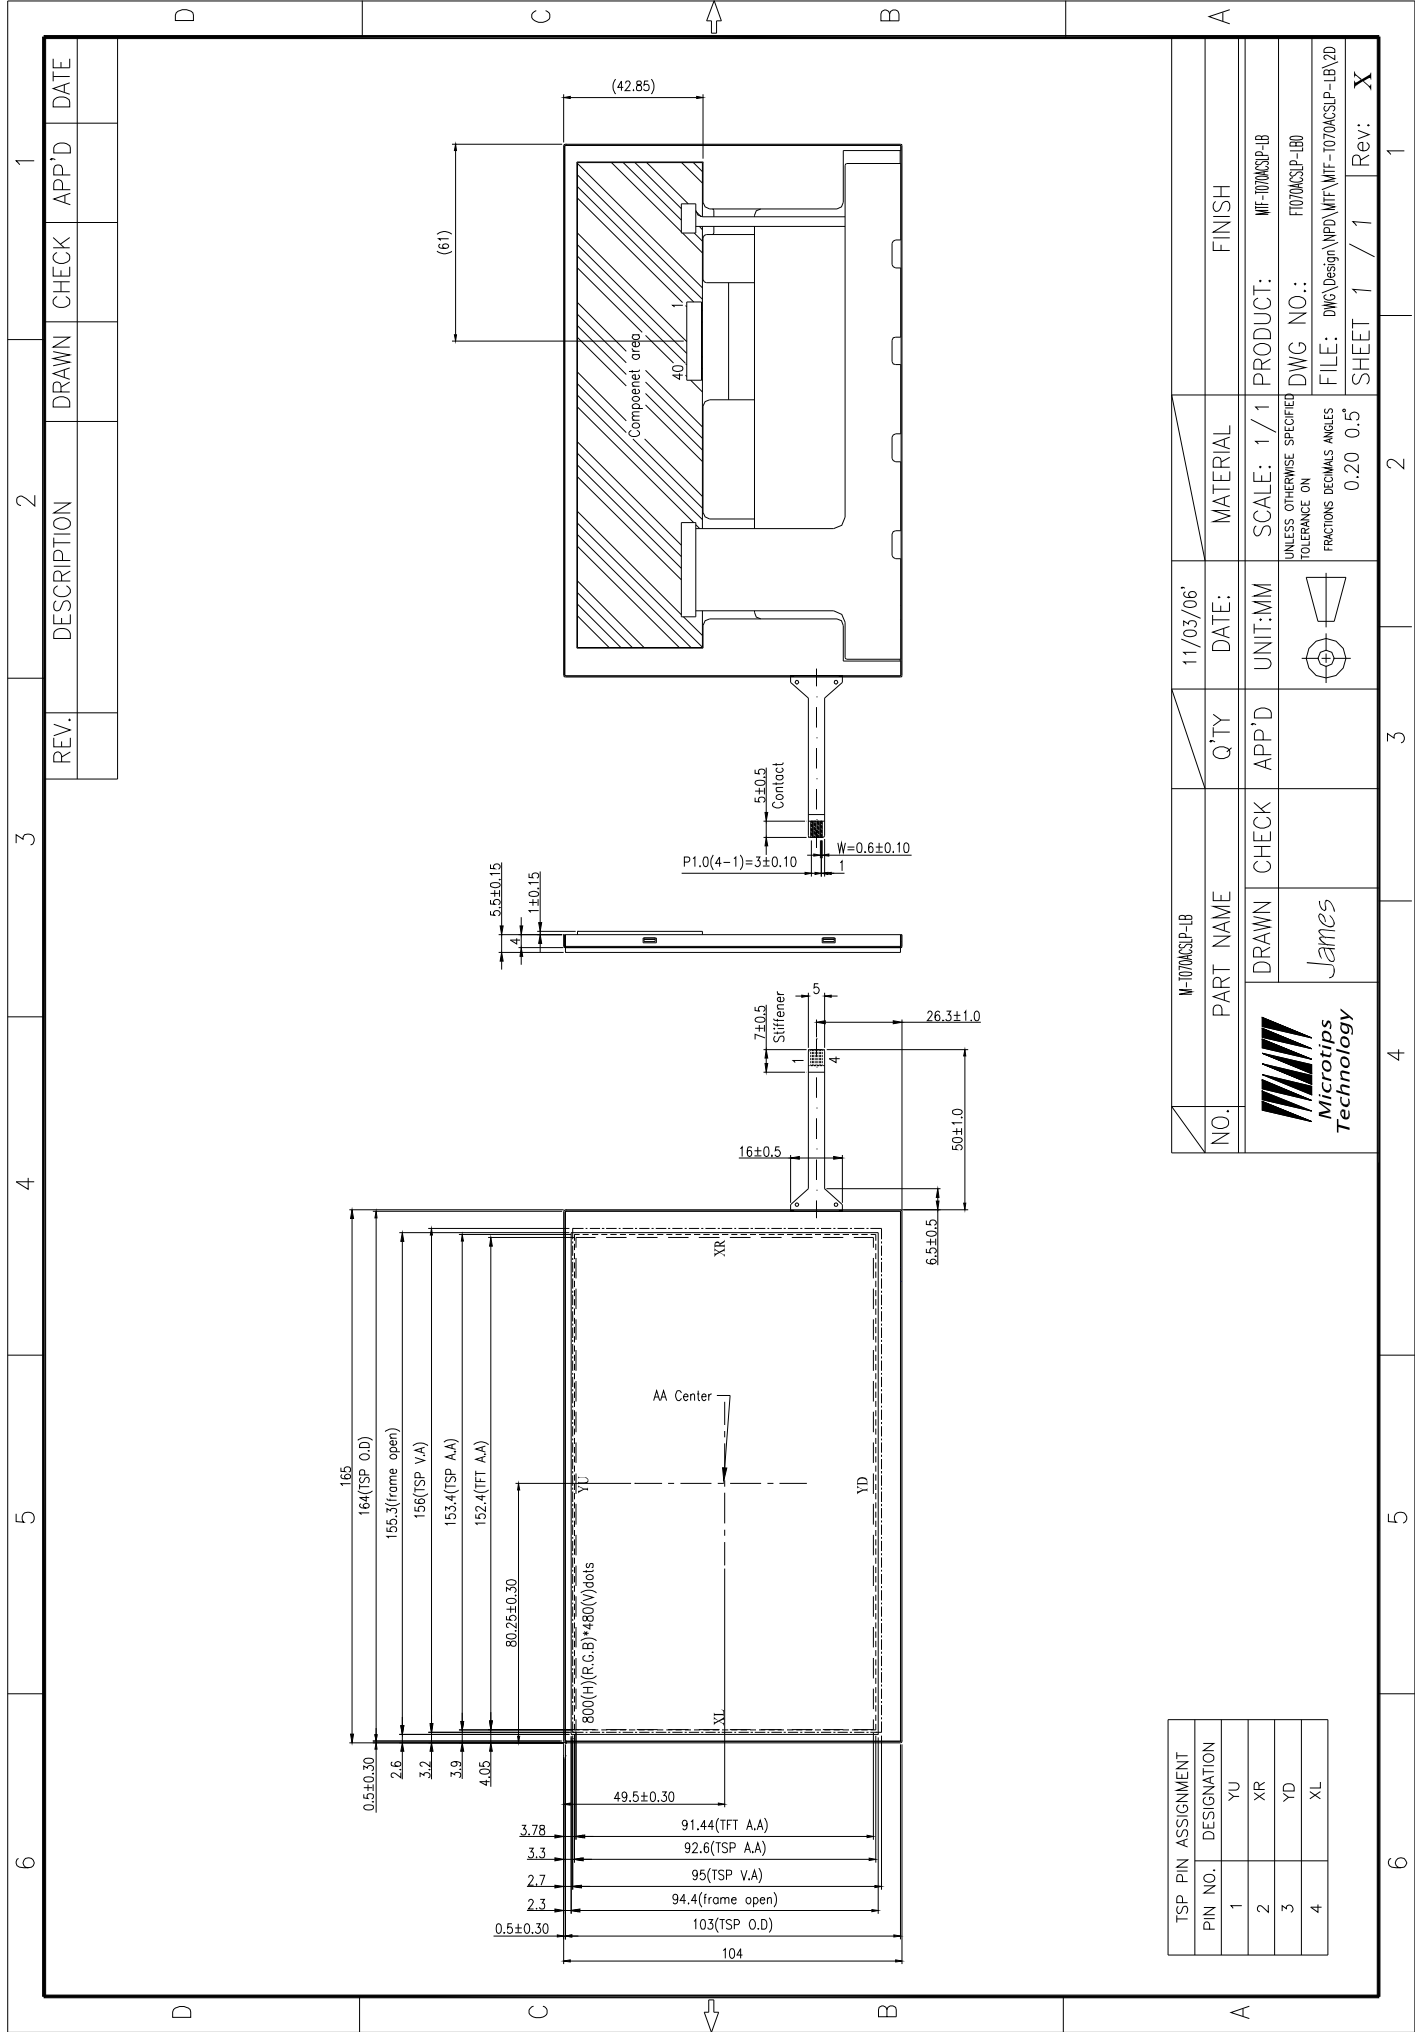 6
5
4
3
2
1
D
C
B
A
REV.
DESCRIPTION
DRAWN
CHECK
APP'D
DATE
165
164(TSP O.D)
155.3(frame open)
156(TSP V.A)
153.4(TSP A.A)
152.4(TFT A.A)
80.25±0.30
0.5±0.30
2.6
3.2
3.9
4.05
49.5±0.30
3.78
91.44(TFT A.A)
3.3
92.6(TSP A.A)
2.7
95(TSP V.A)
2.3
94.4(frame open)
0.5±0.30
103(TSP O.D)
104
800(H)(R.G.B)*480(V)dots
YU
XL
XR
YD
AA Center
16±0.5
7±0.5
Stiffener
5
1
4
26.3±1.0
50±1.0
6.5±0.5
5.5±0.15
4
1±0.15
5±0.5
Contact
P1.0(4-1)=3±0.10
W=0.6±0.10
1
(61)
(42.85)
Compoenet area
40
1
TSP PIN ASSIGNMENT
PIN NO. DESIGNATION
1 YU
2 XR
3 YD
4 XL
M-T070ACSLP-LB
11/03/06'
NO.
PART NAME
Q'TY
DATE:
MATERIAL
FINISH
Microtips
Technology
DRAWN
CHECK
APP'D
UNIT:MM
SCALE: 1 / 1
PRODUCT: MTF-T070ACSLP-LB
James
UNLESS OTHERWISE SPECIFIED
TOLERANCE ON
FRACTIONS DECIMALS ANGLES
0.20 0.5°
DWG NO.: FT070ACSLP-LB0
FILE: DWG\Design\NPD\MTF\MTF-T070ACSLP-LB\2D
SHEET 1 / 1
Rev: X
6
5
4
3
2
1
D
C
B
A